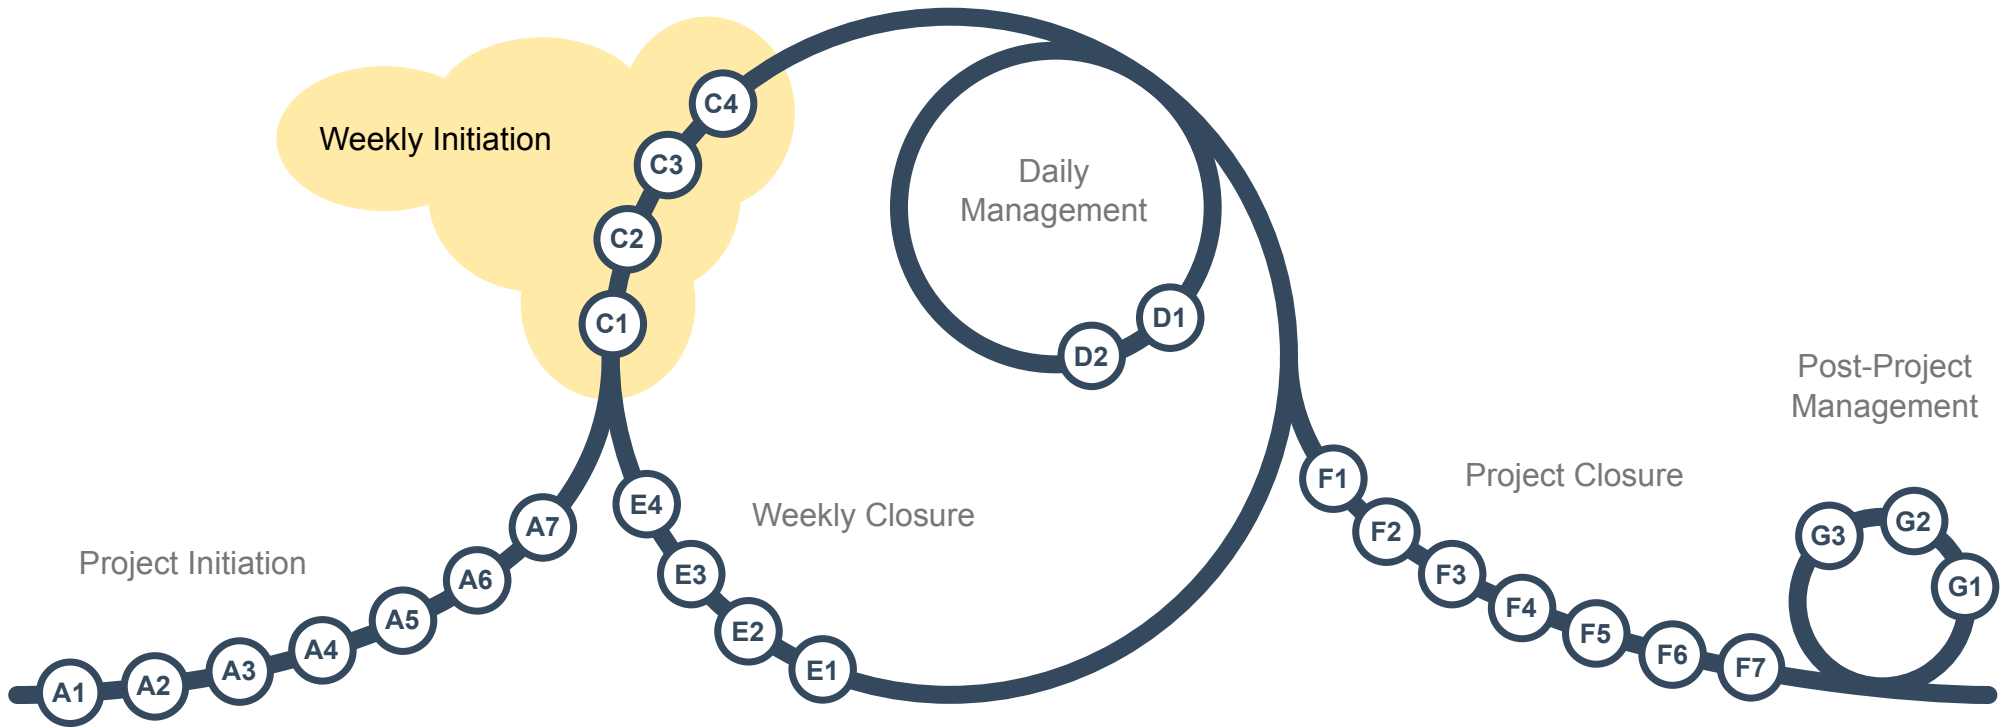 Weekly Initiation
C4
C3
C2
C1
Daily
Management
D1
D2
Project Initiation
A1
A2
A3
A4
A5
A6
A7
Weekly Closure
E4
E3
E2
E1
Project Closure
F1
F2
F3
F4
F5
F6
F7
Post-Project
Management
G3
G2
G1